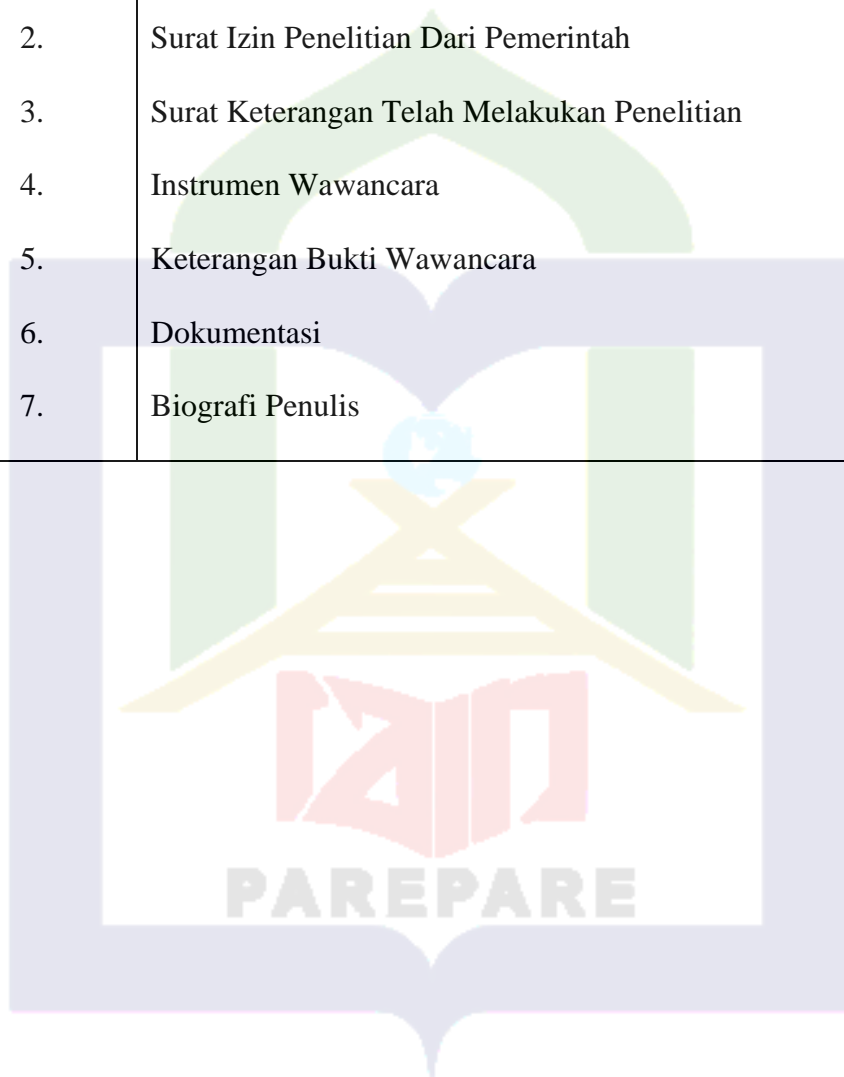 2. Surat Izin Penelitian Dari Pemerintah
3. Surat Keterangan Telah Melakukan Penelitian
4. Instrumen Wawancara
5. Keterangan Bukti Wawancara
6. Dokumentasi
7. Biografi Penulis
iain
PAREPARE